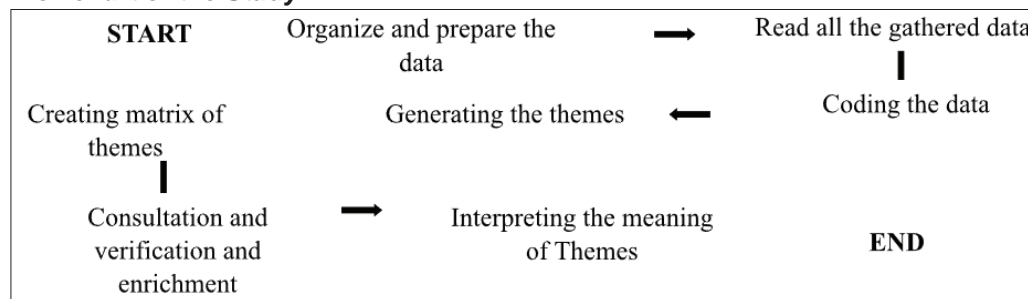 START
Organize and prepare the
data
Read all the gathered data
Coding the data
Generating the themes
Creating matrix of
themes
Consultation and
verification and
enrichment
Interpreting the meaning
of Themes
END